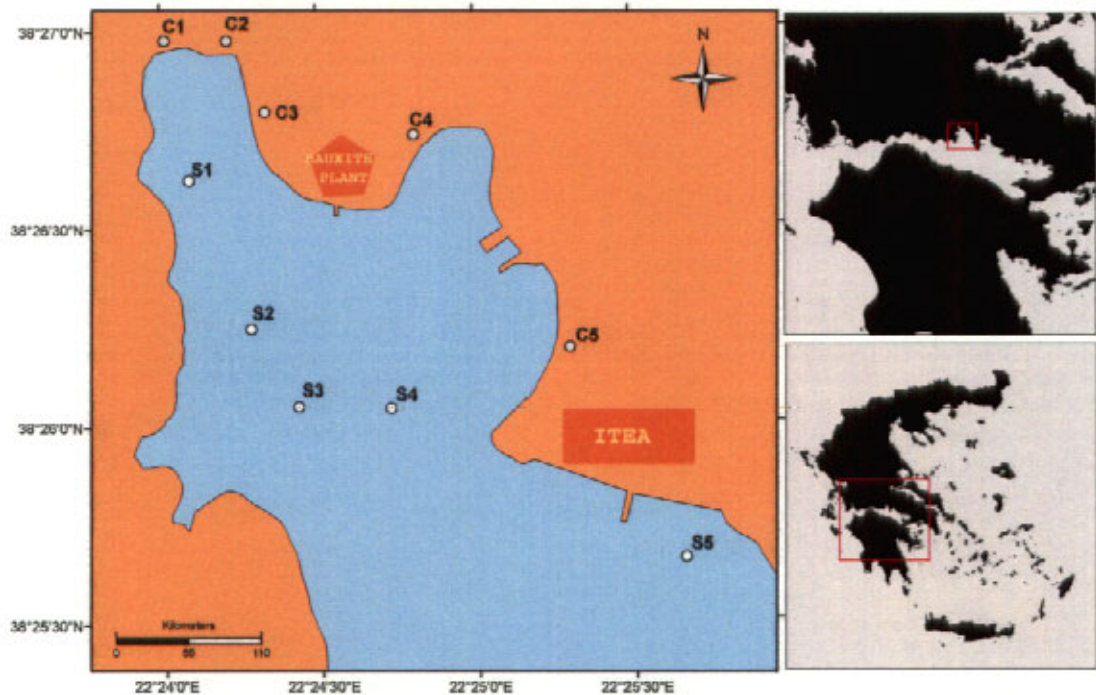 38°27'0"N
C1
C2
N
C3
C4
BAUXITE
PLANT
S1
38°26'30"N
S2
C5
S3
S4
38°26'0"N
ITEA
S5
38°25'30"N
Kilometers
0 55 110
22°24'0"E 22°24'30"E 22°25'0"E 22°25'30"E